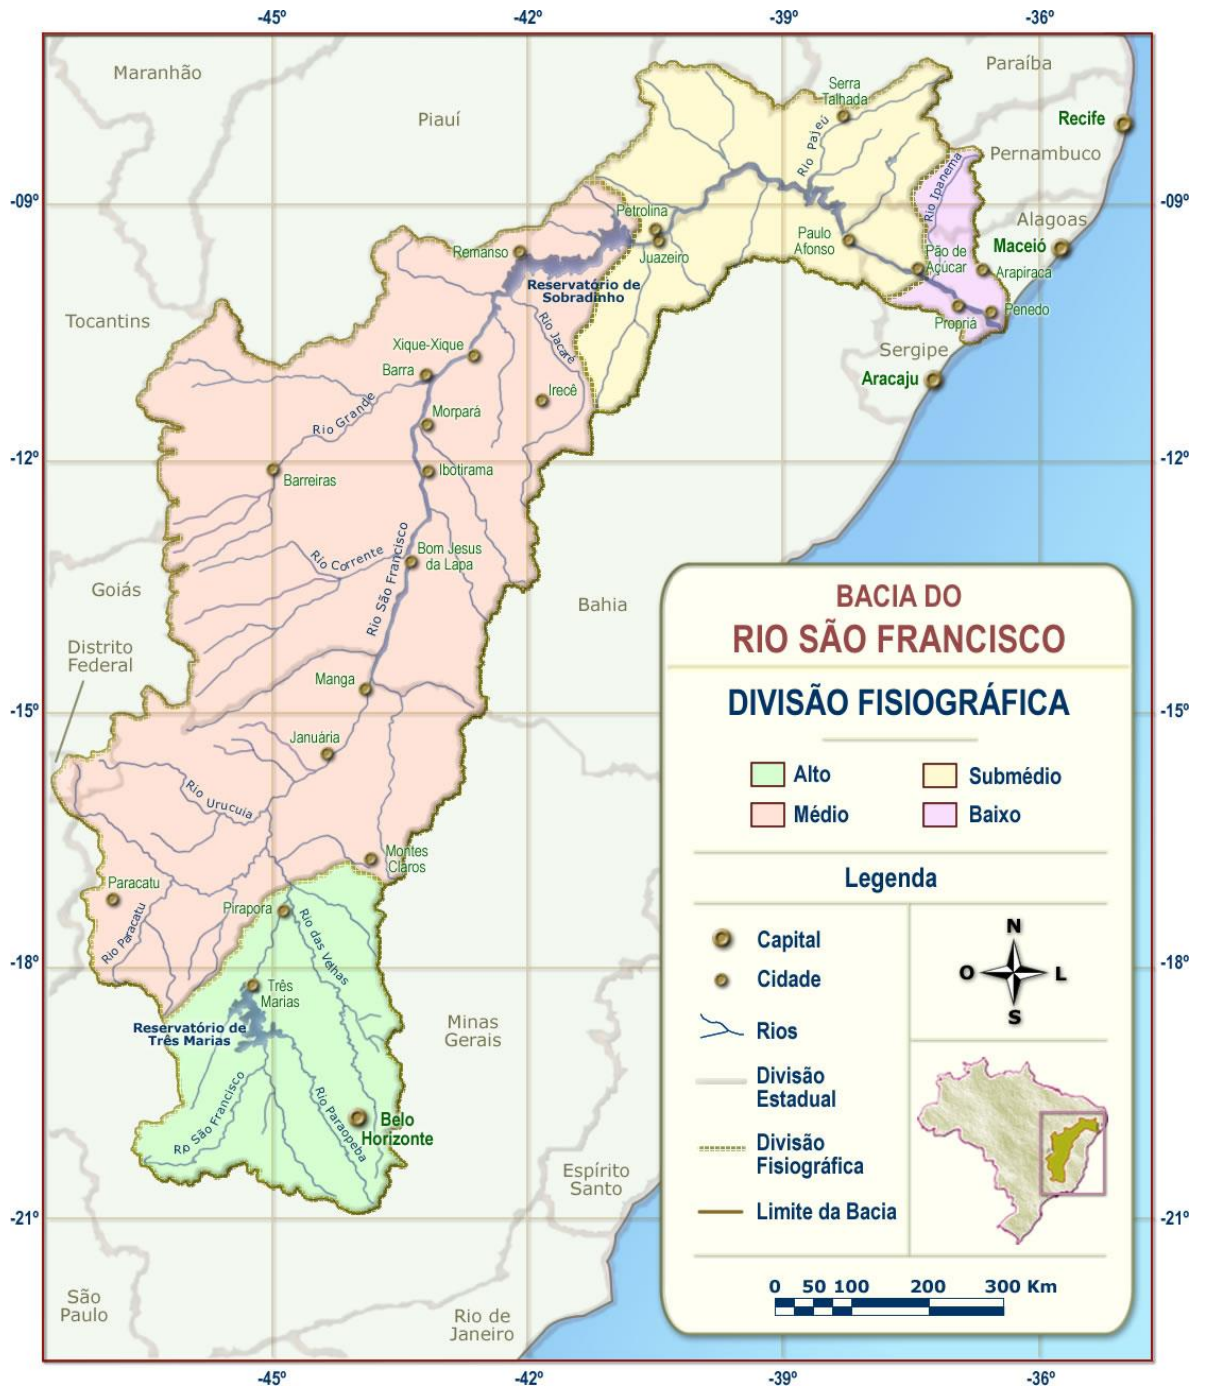 -45º
-42º
-39º
-36º
Maranhão
Piauí
Paraíba
Serra
Talhada
Recife
Rio Pajeú
Pernambuco
Rio Ipanema
-09º
-09º
Petrolina
Alagoas
Juazeiro
Paulo
Afonso
Maceió
Remanso
Pão de
Açúcar
Arapiraca
Reservatório de
Sobradinho
Tocantins
Rio Jacaré
Penedo
Propriá
Xique-Xique
Sergipe
Barra
Irecê
Aracaju
Rio Grande
Morpará
-12º
-12º
Barreiras
Ibotirama
Rio Corrente
Bom Jesus
da Lapa
Rio São Francisco
Goiás
Bahia
Distrito
Federal
Manga
-15º
-15º
Januária
Rio Urucuia
Montes
Claros
Paracatu
Pirapora
Rio Paracatu
Rio das Velhas
-18º
-18º
Três
Marias
Reservatório de
Três Marias
Minas
Gerais
Rio São Francisco
Rio Paraopeba
Belo
Horizonte
Espírito
Santo
-21º
-21º
São
Paulo
Rio de
Janeiro
-45º
-42º
-39º
-36º
BACIA DO
RIO SÃO FRANCISCO
DIVISÃO FISIOGRÁFICA
Alto
Submédio
Médio
Baixo
Legenda
Capital
Cidade
Rios
Divisão
Estadual
Divisão
Fisiográfica
Limite da Bacia
N
O
L
S
0 50 100 200 300 Km